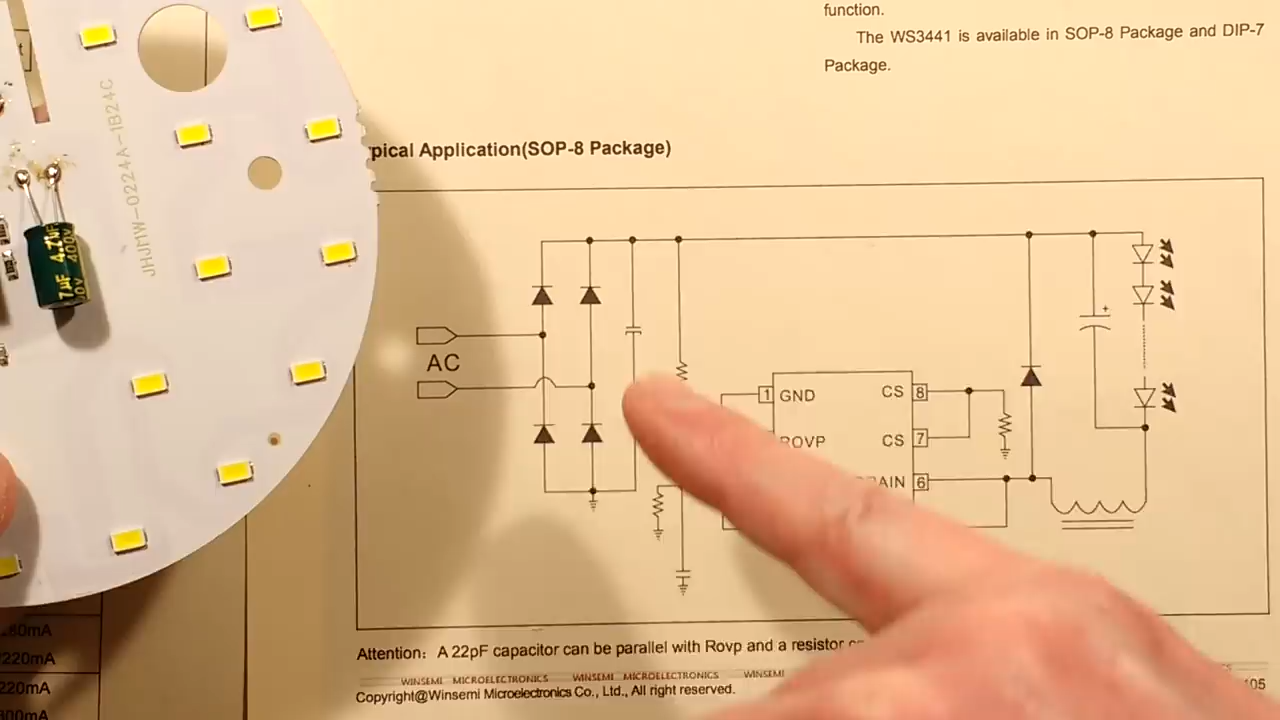 function.
The WS3441 is available in SOP-8 Package and DIP-7
Package.
JHJMW-0224A-1B24C
4.7µF
400V
pical Application(SOP-8 Package)
AC
1 GND
CS 8
ROVP
CS 7
RAIN 6
220mA
220mA
Attention: A 22pF capacitor can be parallel with Rovp and a resistor
WINSEMI MICROELECTRONICS WINSEMI MICROELECTRONICS WINSEMI
Copyright@Winsemi Microelectronics Co., Ltd., All right reserved.